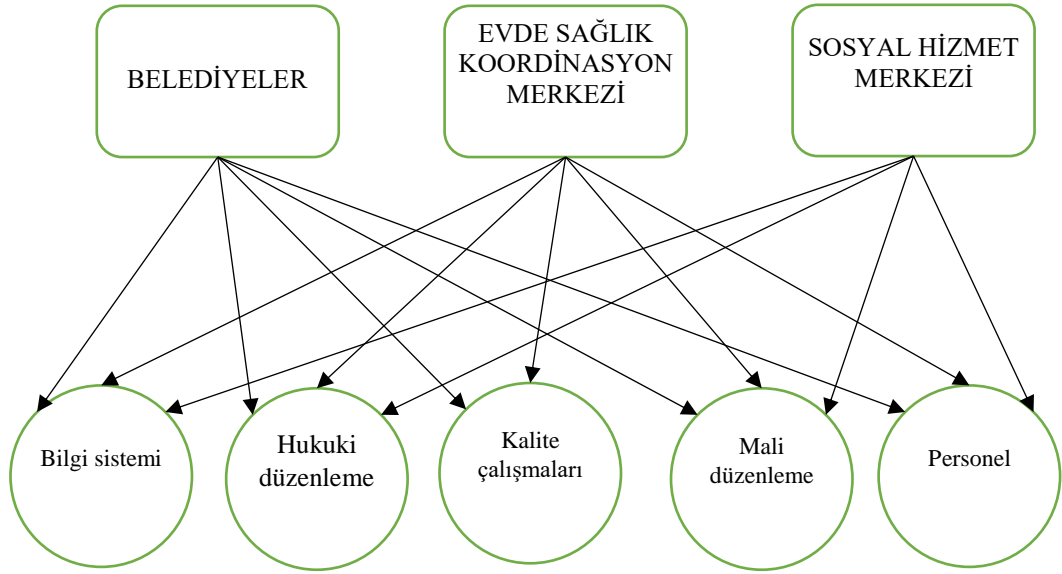 BELEDİYELER
EVDE SAĞLIK
KOORDİNASYON
MERKEZİ
SOSYAL HİZMET
MERKEZİ
Bilgi sistemi
Hukuki
düzenleme
Kalite
çalışmaları
Mali
düzenleme
Personel